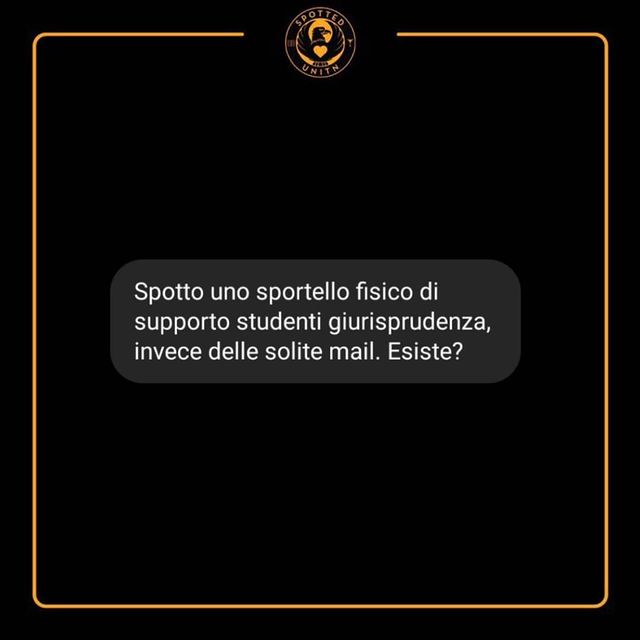 SPOTTED
UNITN
Spotto uno sportello fisico di
supporto studenti giurisprudenza,
invece delle solite mail. Esiste?